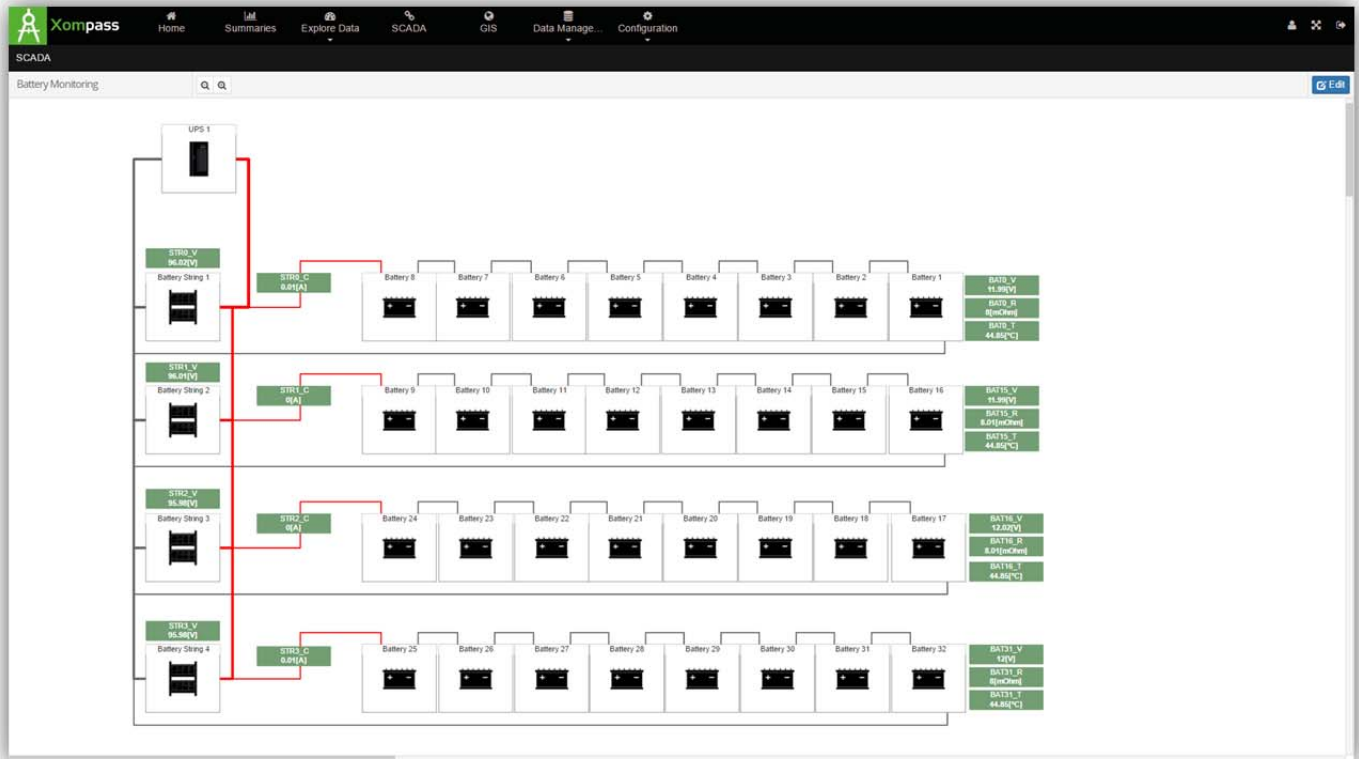 Xompass
Home
Summaries
Explore Data
SCADA
GIS
Data Manage...
Configuration
SCADA
Battery Monitoring
Edit
UPS 1
STR0_V
96.02[V]
Battery String 1
STR0_C
0.01[A]
Battery 8
Battery 7
Battery 6
Battery 5
Battery 4
Battery 3
Battery 2
Battery 1
BAT0_V
11.99[V]
BAT0_R
8[mOhm]
BAT0_T
44.85[°C]
STR1_V
96.01[V]
Battery String 2
STR1_C
0[A]
Battery 9
Battery 10
Battery 11
Battery 12
Battery 13
Battery 14
Battery 15
Battery 16
BAT15_V
11.99[V]
BAT15_R
8.01[mOhm]
BAT15_T
44.85[°C]
STR2_V
95.98[V]
Battery String 3
STR2_C
0[A]
Battery 24
Battery 23
Battery 22
Battery 21
Battery 20
Battery 19
Battery 18
Battery 17
BAT16_V
12.02[V]
BAT16_R
8.01[mOhm]
BAT16_T
44.85[°C]
STR3_V
95.98[V]
Battery String 4
STR3_C
0.01[A]
Battery 25
Battery 26
Battery 27
Battery 28
Battery 29
Battery 30
Battery 31
Battery 32
BAT31_V
12[V]
BAT31_R
8[mOhm]
BAT31_T
44.85[°C]